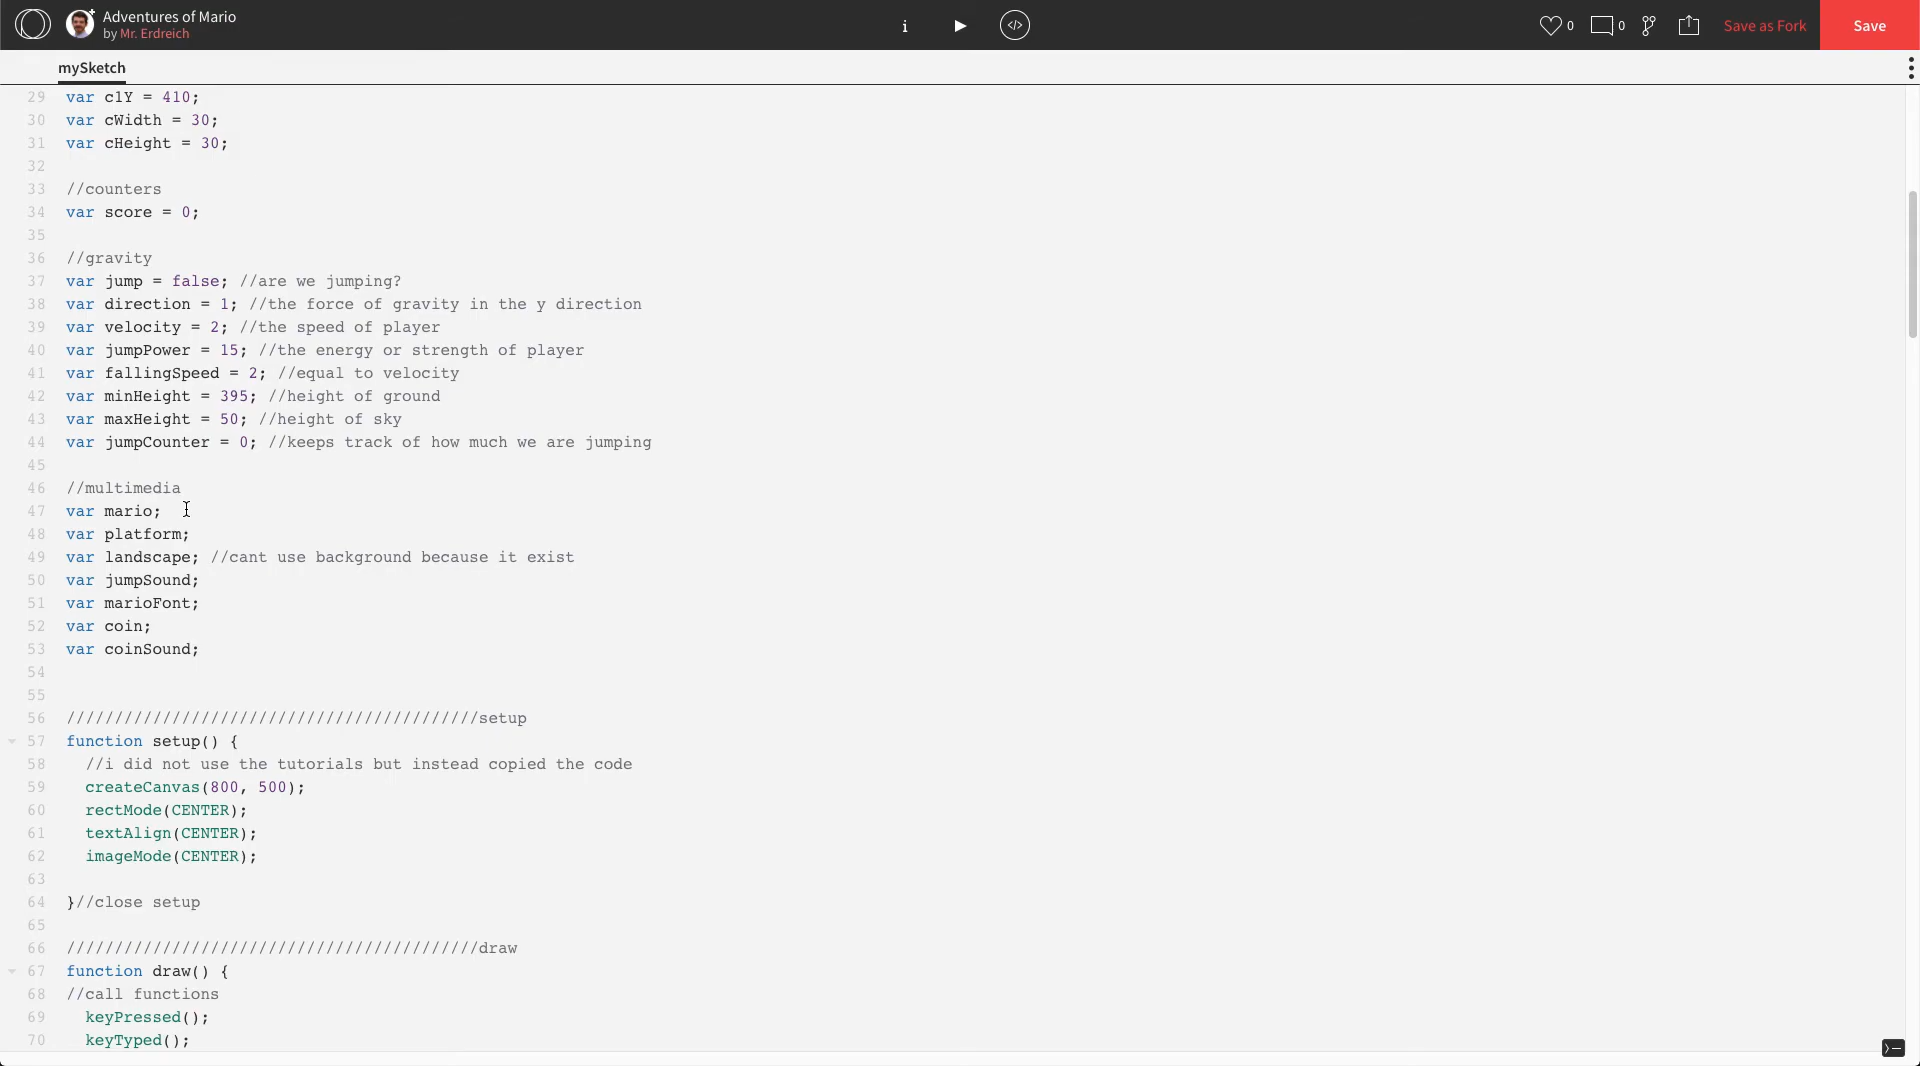 Adventures of Mario
by Mr. Erdreich
i
</>
0
0
Save as Fork
Save
mySketch
29 var c1Y = 410;
30 var cWidth = 30;
31 var cHeight = 30;
32
33 //counters
34 var score = 0;
35
36 //gravity
37 var jump = false; //are we jumping?
38 var direction = 1; //the force of gravity in the y direction
39 var velocity = 2; //the speed of player
40 var jumpPower = 15; //the energy or strength of player
41 var fallingSpeed = 2; //equal to velocity
42 var minHeight = 395; //height of ground
43 var maxHeight = 50; //height of sky
44 var jumpCounter = 0; //keeps track of how much we are jumping
45
46 //multimedia
47 var mario;
48 var platform;
49 var landscape; //cant use background because it exist
50 var jumpSound;
51 var marioFont;
52 var coin;
53 var coinSound;
54
55
56 ///////////////////////////////////////////setup
57 function setup() {
58 //i did not use the tutorials but instead copied the code
59 createCanvas(800, 500);
60 rectMode(CENTER);
61 textAlign(CENTER);
62 imageMode(CENTER);
63
64 }//close setup
65
66 ///////////////////////////////////////////draw
67 function draw() {
68 //call functions
69 keyPressed();
70 keyTyped();